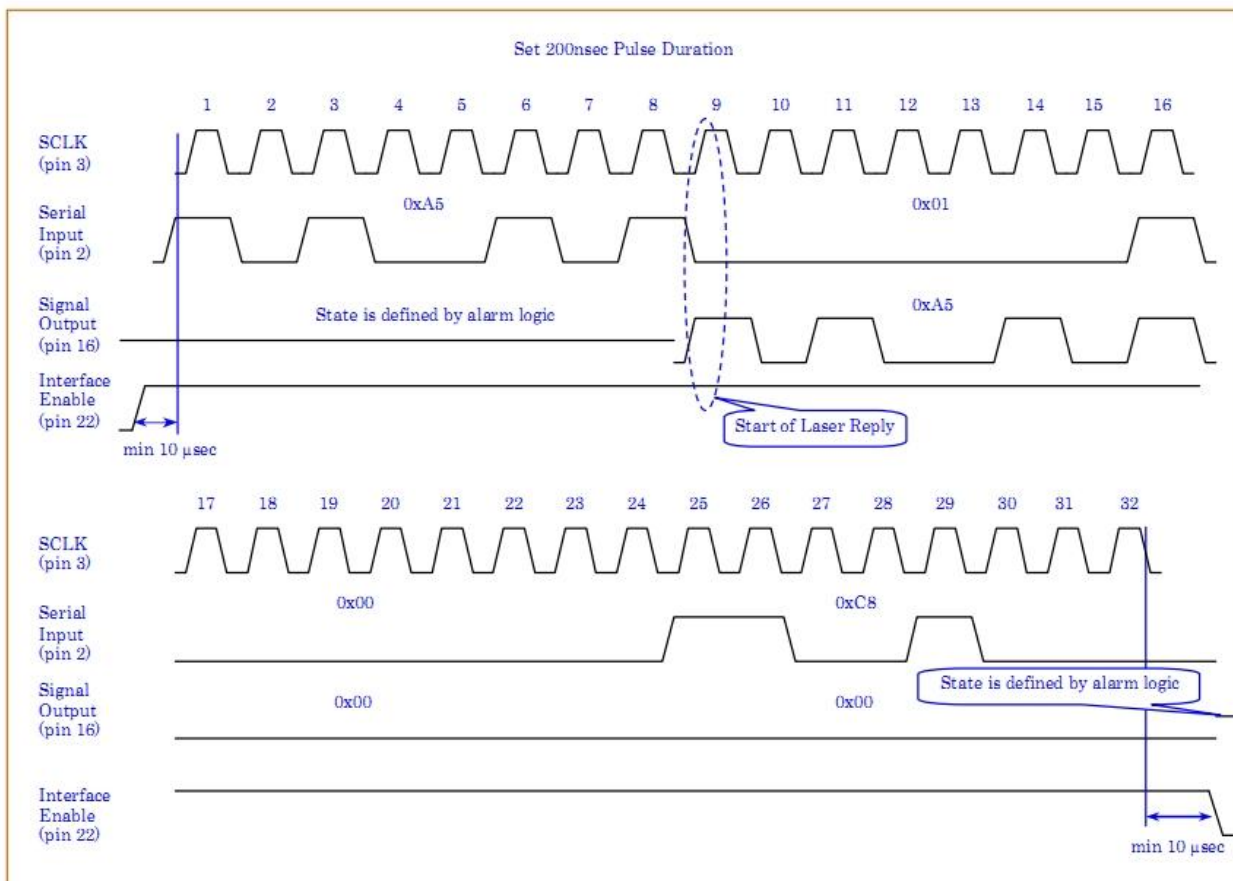 Set 200nsec Pulse Duration
1 2 3 4 5 6 7 8 9 10 11 12 13 14 15 16
SCLK
(pin 3)
0xA5 0x01
Serial
Input
(pin 2)
0xA5
Signal
Output
(pin 16)
State is defined by alarm logic
Interface
Enable
(pin 22)
Start of Laser Reply
min 10 μsec
17 18 19 20 21 22 23 24 25 26 27 28 29 30 31 32
SCLK
(pin 3)
0x00 0xC8
Serial
Input
(pin 2)
State is defined by alarm logic
Signal
Output
(pin 16)
0x00 0x00
Interface
Enable
(pin 22)
min 10 μsec